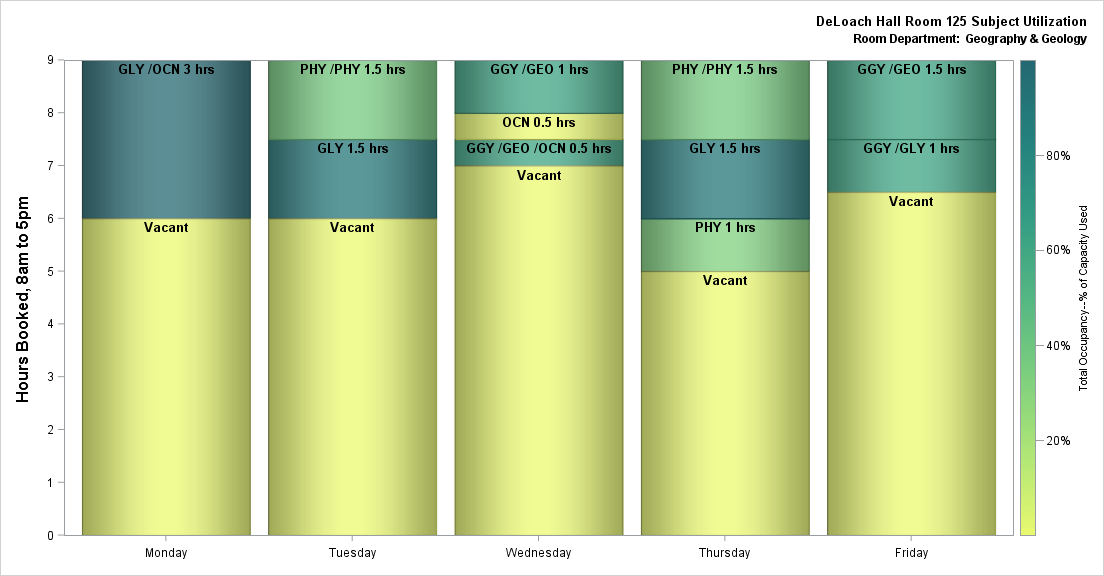 DeLoach Hall Room 125 Subject Utilization
Room Department: Geography & Geology
Hours Booked, 8am to 5pm
9
8
7
6
5
4
3
2
1
0
GLY /OCN 3 hrs
Vacant
PHY /PHY 1.5 hrs
GLY 1.5 hrs
Vacant
GGY /GEO 1 hrs
OCN 0.5 hrs
GGY /GEO /OCN 0.5 hrs
Vacant
PHY /PHY 1.5 hrs
GLY 1.5 hrs
PHY 1 hrs
Vacant
GGY /GEO 1.5 hrs
GGY /GLY 1 hrs
Vacant
Monday
Tuesday
Wednesday
Thursday
Friday
80%
60%
40%
20%
Total Occupancy--% of Capacity Used